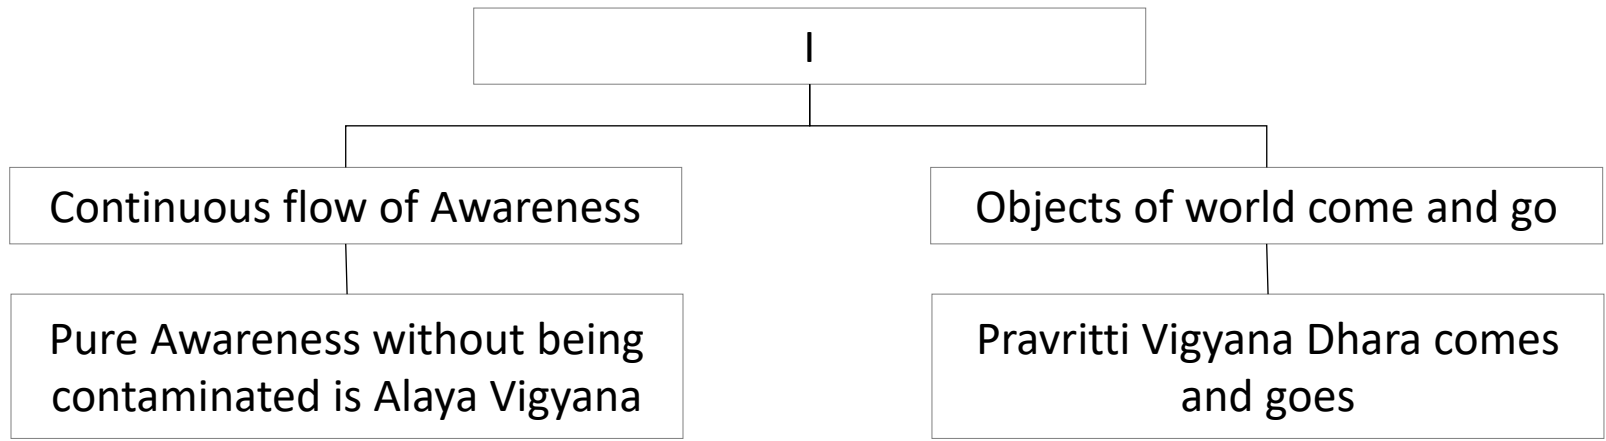 I
Continuous flow of Awareness
Objects of world come and go
Pure Awareness without being
contaminated is Alaya Vigyana
Pravritti Vigyana Dhara comes
and goes